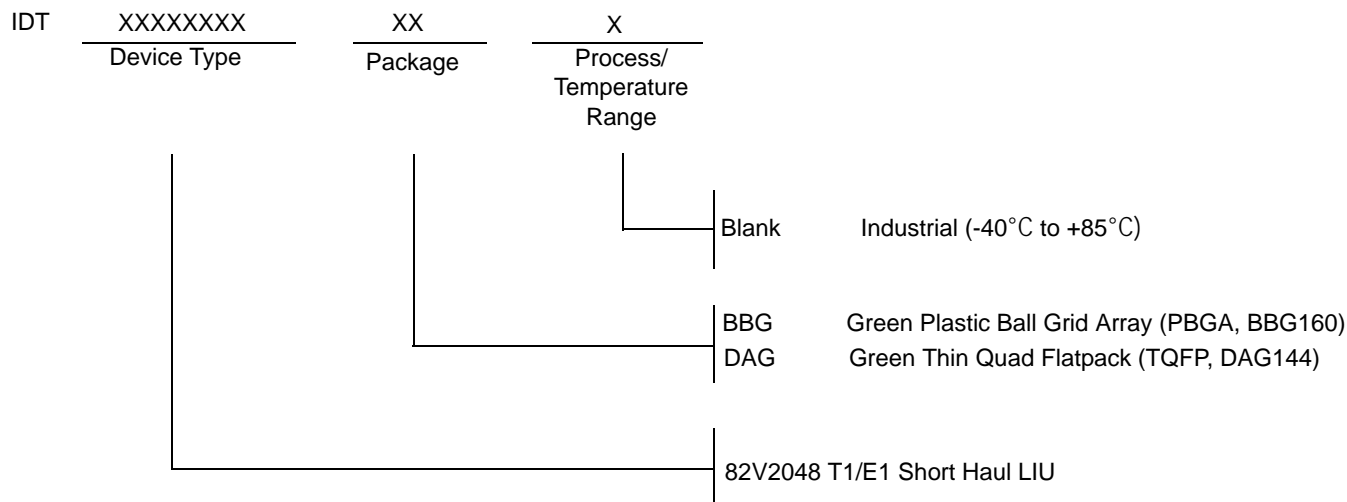 IDT XXXXXXXX XX X
Device Type Package Process/
Temperature
Range
Blank Industrial (-40°C to +85°C)
BBG Green Plastic Ball Grid Array (PBGA, BBG160)
DAG Green Thin Quad Flatpack (TQFP, DAG144)
82V2048 T1/E1 Short Haul LIU